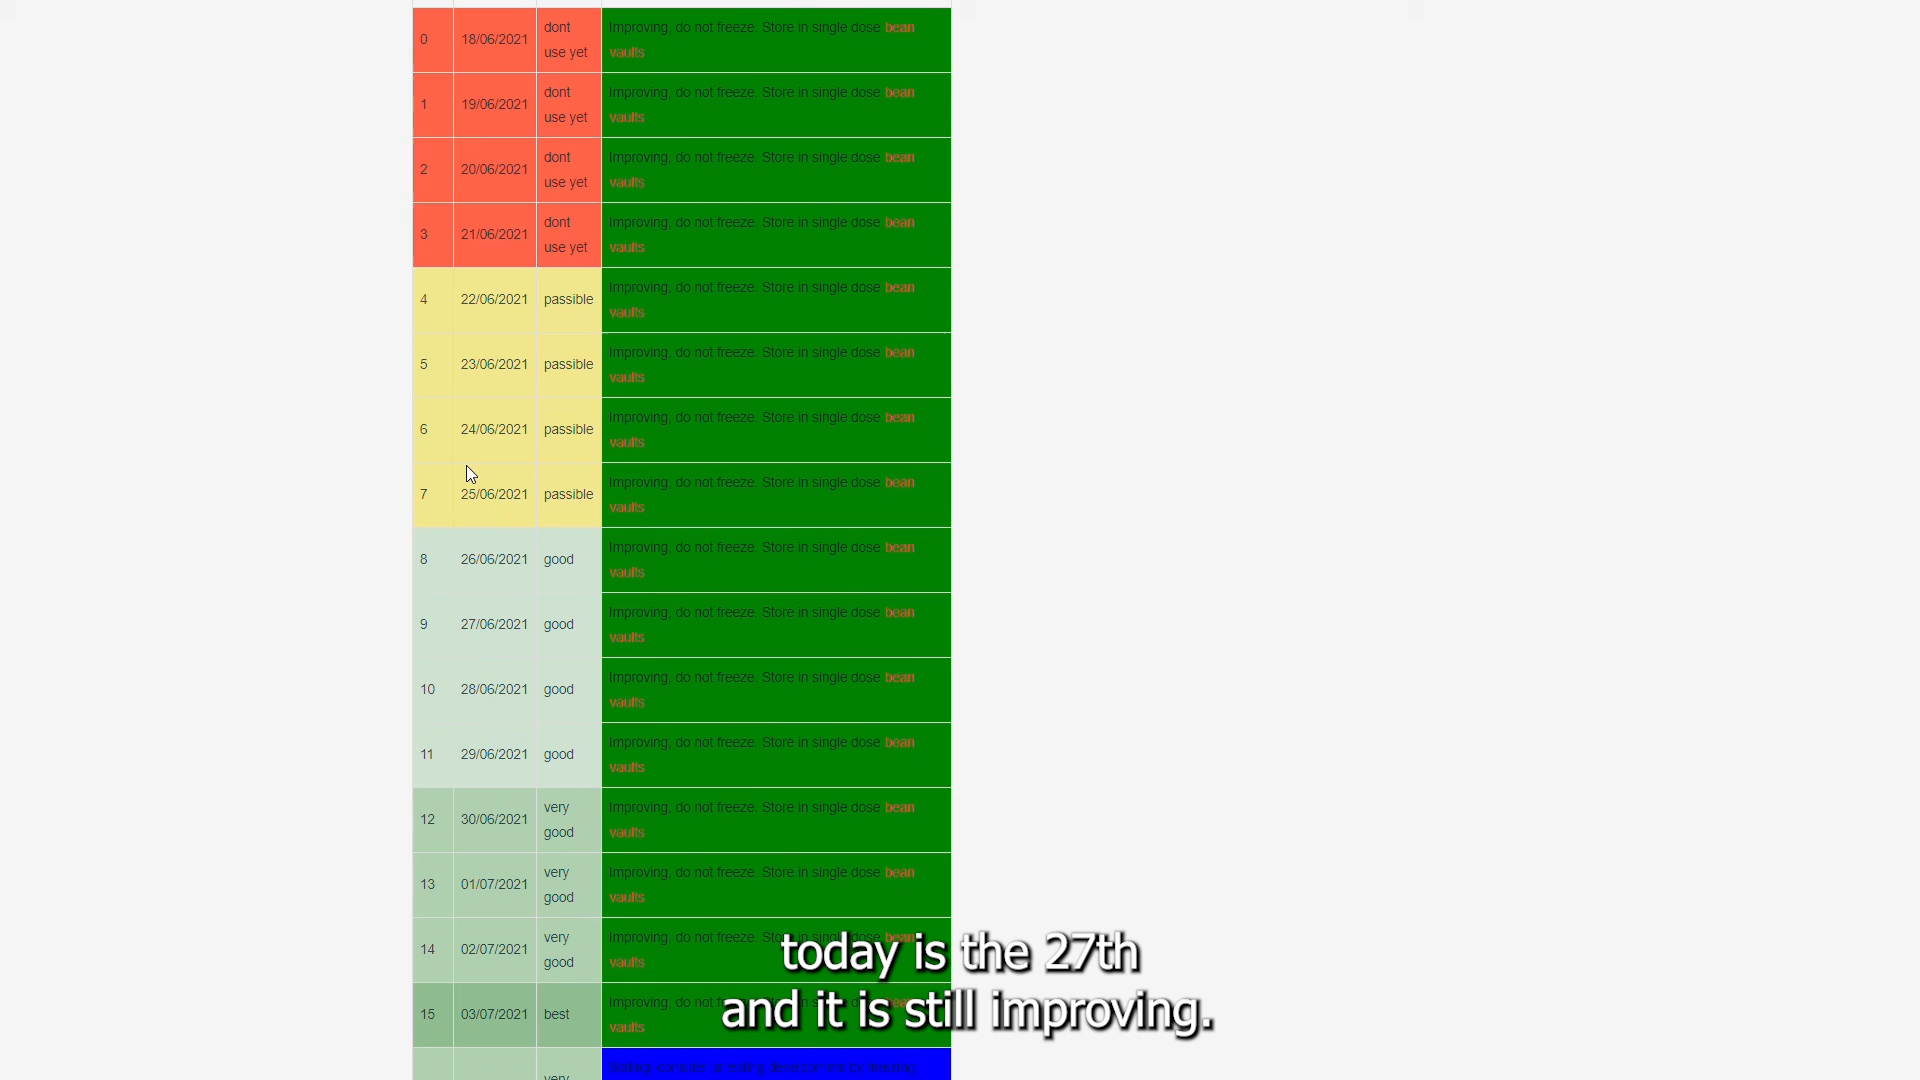 0 18/06/2021 dont use yet Improving, do not freeze. Store in single dose bean vaults
1 19/06/2021 dont use yet Improving, do not freeze. Store in single dose bean vaults
2 20/06/2021 dont use yet Improving, do not freeze. Store in single dose bean vaults
3 21/06/2021 dont use yet Improving, do not freeze. Store in single dose bean vaults
4 22/06/2021 passible Improving, do not freeze. Store in single dose bean vaults
5 23/06/2021 passible Improving, do not freeze. Store in single dose bean vaults
6 24/06/2021 passible Improving, do not freeze. Store in single dose bean vaults
7 25/06/2021 passible Improving, do not freeze. Store in single dose bean vaults
8 26/06/2021 good Improving, do not freeze. Store in single dose bean vaults
9 27/06/2021 good Improving, do not freeze. Store in single dose bean vaults
10 28/06/2021 good Improving, do not freeze. Store in single dose bean vaults
11 29/06/2021 good Improving, do not freeze. Store in single dose bean vaults
12 30/06/2021 very good Improving, do not freeze. Store in single dose bean vaults
13 01/07/2021 very good Improving, do not freeze. Store in single dose bean vaults
14 02/07/2021 very good Improving, do not freeze. Store in single dose bean vaults
15 03/07/2021 best Improving, do not in dose vaults
very
today is the 27th
and it is still improving.